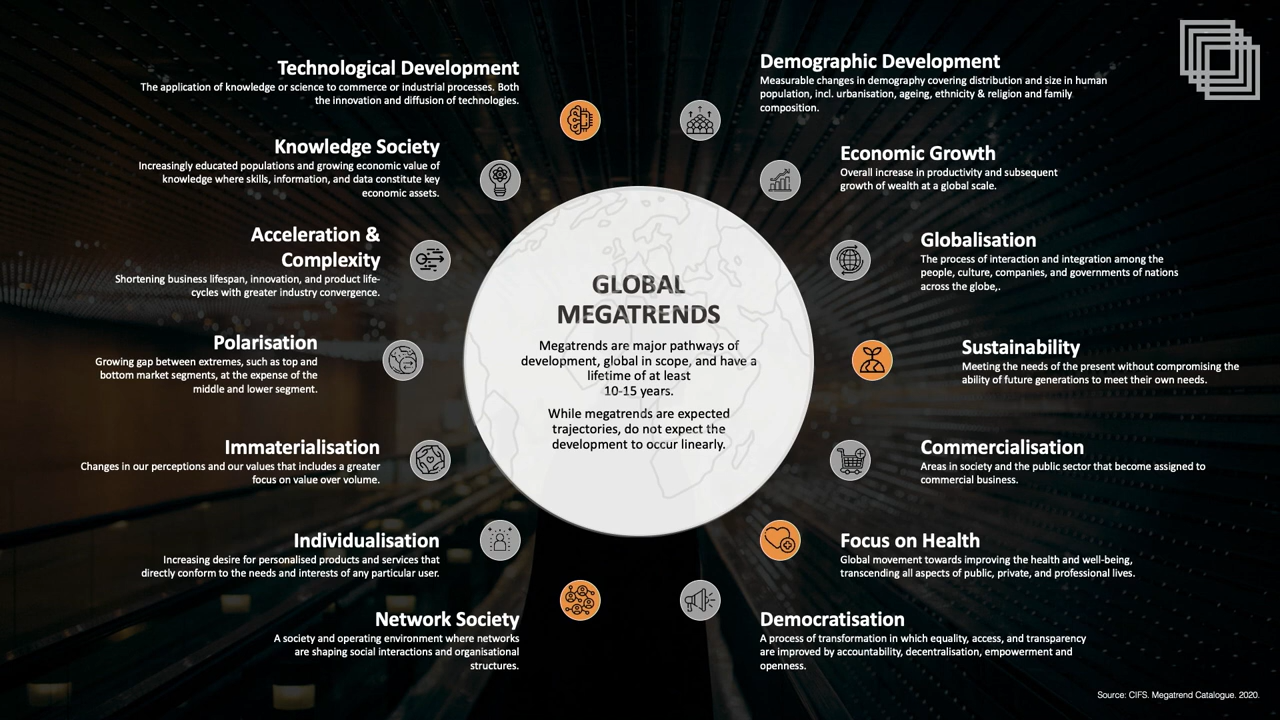 Technological Development
The application of knowledge or science to commerce or industrial processes. Both
the innovation and diffusion of technologies.
Knowledge Society
Increasingly educated populations and growing economic value of
knowledge where skills, information, and data constitute key
economic assets.
Acceleration &
Complexity
Shortening business lifespan, innovation, and product life-
cycles with greater industry convergence.
Polarisation
Growing gap between extremes, such as top and
bottom market segments, at the expense of the
middle and lower segment.
Immaterialisation
Changes in our perceptions and our values that includes a greater
focus on value over volume.
Individualisation
Increasing desire for personalised products and services that
directly conform to the needs and interests of any particular user.
Network Society
A society and operating environment where networks
are shaping social interactions and organisational
structures.
GLOBAL
MEGATRENDS
Megatrends are major pathways of
development, global in scope, and have a
lifetime of at least
10-15 years.
While megatrends are expected
trajectories, do not expect the
development to occur linearly.
Demographic Development
Measurable changes in demography covering distribution and size in human
population, incl. urbanisation, ageing, ethnicity & religion and family
composition.
Economic Growth
Overall increase in productivity and subsequent
growth of wealth at a global scale.
Globalisation
The process of interaction and integration among the
people, culture, companies, and governments of nations
across the globe,.
Sustainability
Meeting the needs of the present without compromising the
ability of future generations to meet their own needs.
Commercialisation
Areas in society and the public sector that become assigned to
commercial business.
Focus on Health
Global movement towards improving the health and well-being,
transcending all aspects of public, private, and professional lives.
Democratisation
A process of transformation in which equality, access, and transparency
are improved by accountability, decentralisation, empowerment and
openness.
Source: CIFS. Megatrend Catalogue. 2020.